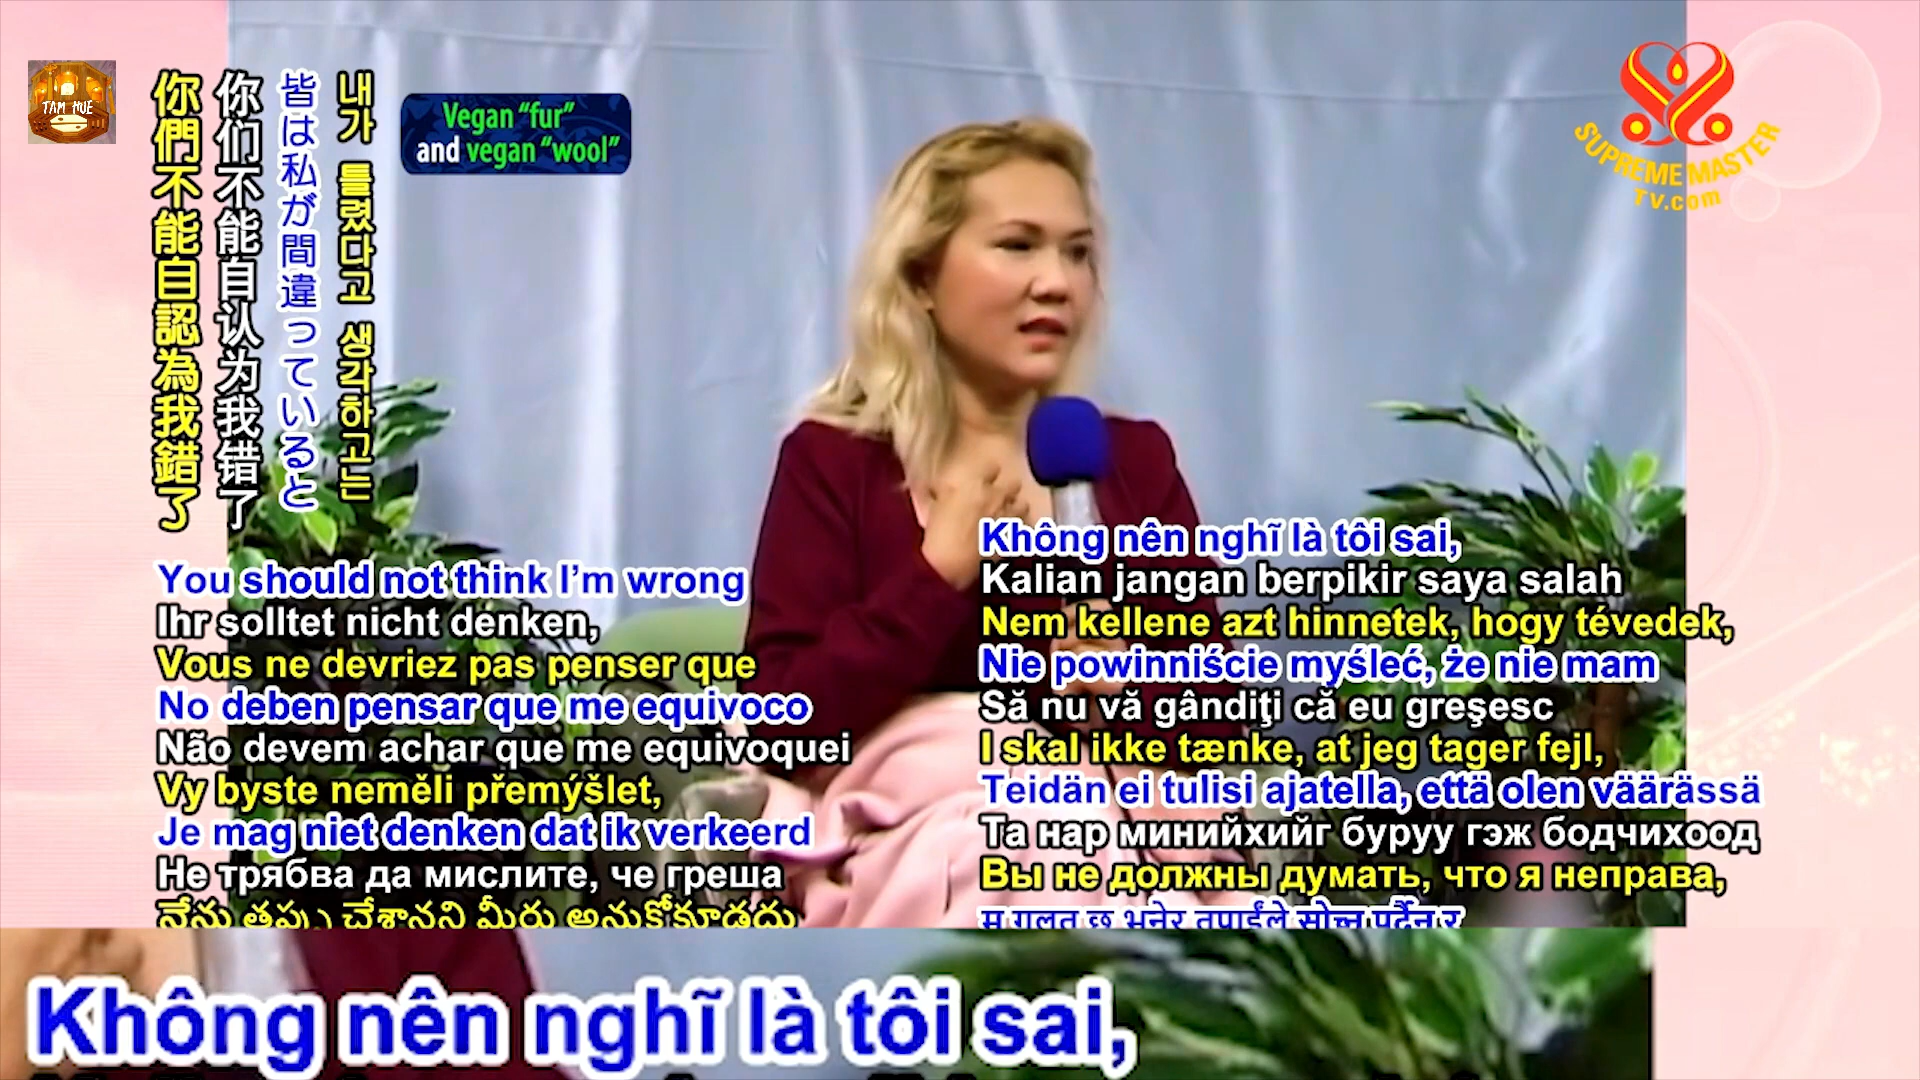 TAM HUE
你們不能自認為我錯了
你们不能自认为我错了
皆は私が間違っていると
내가 틀렸다고 생각하고는
Vegan “fur”
and vegan “wool”
SUPREME MASTER
TV.com
You should not think I’m wrong
Ihr solltet nicht denken,
Vous ne devriez pas penser que
No deben pensar que me equivoco
Não devem achar que me equivoquei
Vy byste neměli přemýšlet,
Je mag niet denken dat ik verkeerd
Не трябва да мислите, че греша
నేను తప్పు చేశానని మీరు అనుకోకూడదు
Không nên nghĩ là tôi sai,
Kalian jangan berpikir saya salah
Nem kellene azt hinnetek, hogy tévedek,
Nie powinniście myśleć, że nie mam
Să nu vă gândiţi că eu greşesc
I skal ikke tænke, at jeg tager fejl,
Teidän ei tulisi ajatella, että olen väärässä
Та нар минийхийг буруу гэж бодчихоод
Вы не должны думать, что я неправа,
म गलत छु भनेर तपाईंले सोच्न पर्दैन र
Không nên nghĩ là tôi sai,